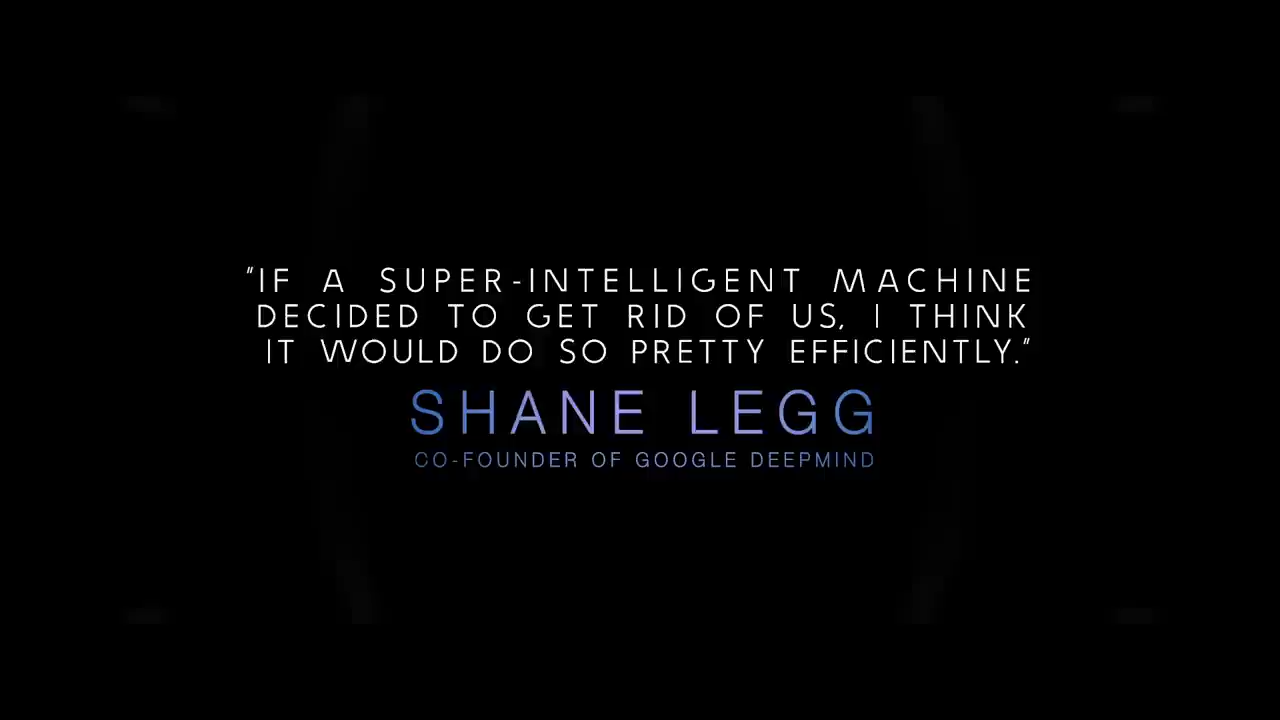 "IF A SUPER-INTELLIGENT MACHINE
DECIDED TO GET RID OF US, I THINK
IT WOULD DO SO PRETTY EFFICIENTLY."
SHANE LEGG
CO-FOUNDER OF GOOGLE DEEPMIND